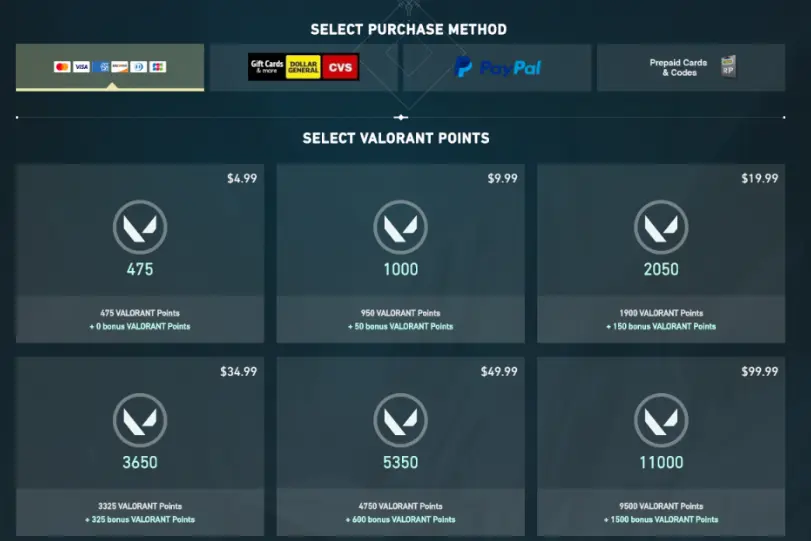 SELECT PURCHASE METHOD
VISA
Gift Cards
& more
DOLLAR
GENERAL
CVS
PayPal
Prepaid Cards
& Codes
RP
SELECT VALORANT POINTS
$4.99
475
475 VALORANT Points
+ 0 bonus VALORANT Points
$9.99
1000
950 VALORANT Points
+ 50 bonus VALORANT Points
$19.99
2050
1900 VALORANT Points
+ 150 bonus VALORANT Points
$34.99
3650
3325 VALORANT Points
+ 325 bonus VALORANT Points
$49.99
5350
4750 VALORANT Points
+ 600 bonus VALORANT Points
$99.99
11000
9500 VALORANT Points
+ 1500 bonus VALORANT Points